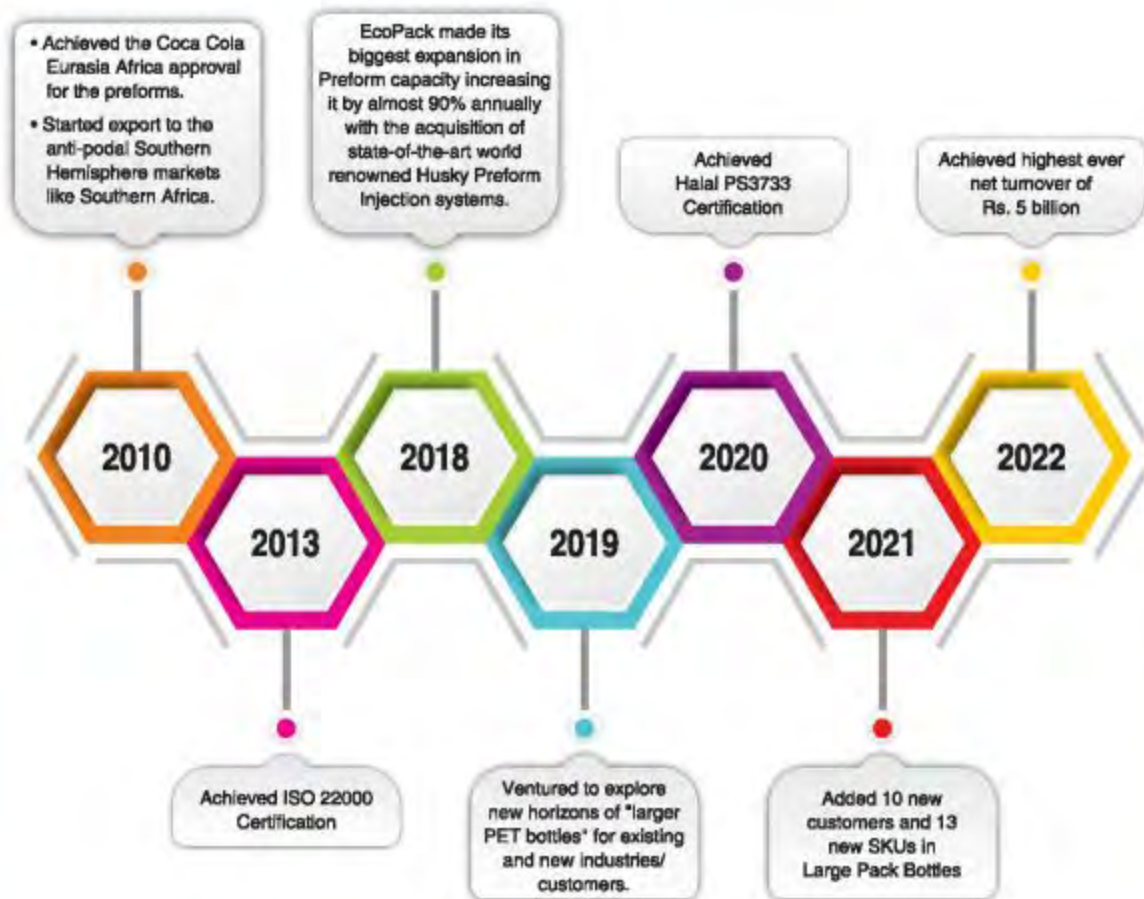 • Achieved the Coca Cola
Eurasia Africa approval
for the preforms.
• Started export to the
anti-podal Southern
Hemisphere markets
like Southern Africa.
EcoPack made its
biggest expansion in
Preform capacity increasing
it by almost 90% annually
with the acquisition of
state-of-the-art world
renowned Husky Preform
Injection systems.
Achieved
Halal PS3733
Certification
Achieved highest ever
net turnover of
Rs. 5 billion
2010
2013
2018
2019
2020
2021
2022
Achieved ISO 22000
Certification
Ventured to explore
new horizons of "larger
PET bottles" for existing
and new industries/
customers.
Added 10 new
customers and 13
new SKUs in
Large Pack Bottles